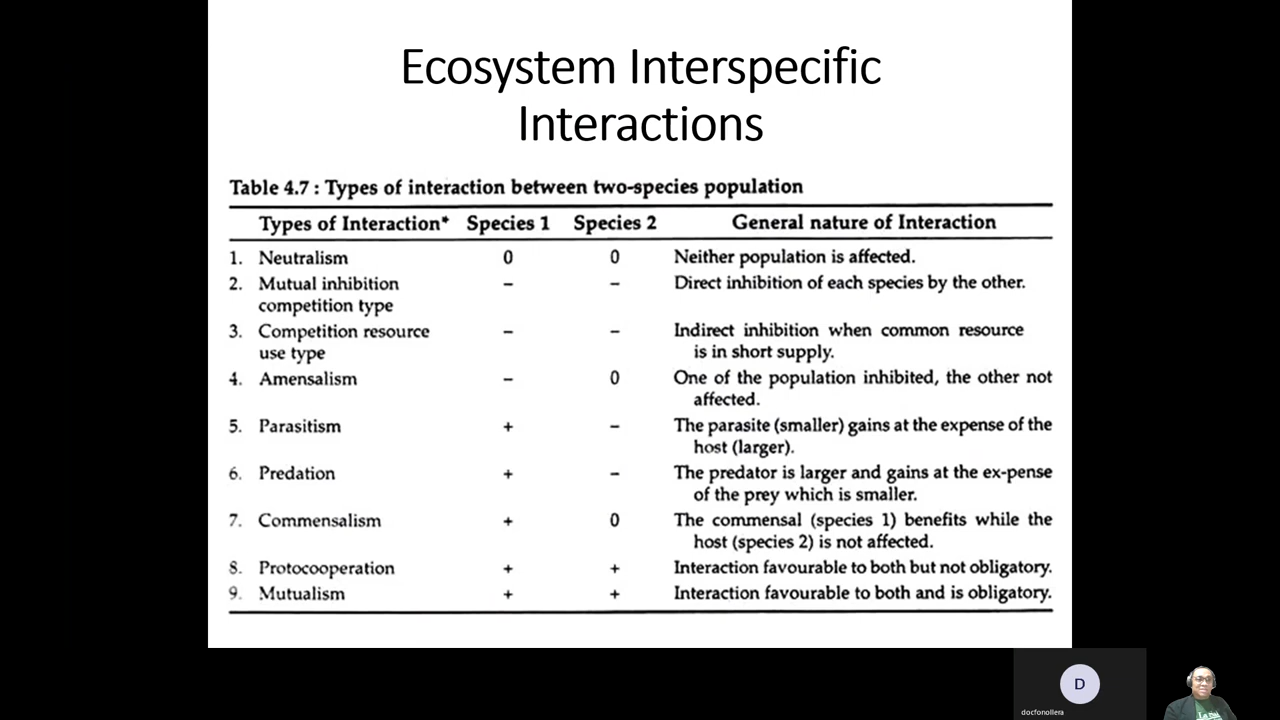 Ecosystem Interspecific
Interactions
Table 4.7 : Types of interaction between two-species population
Types of Interaction* Species 1 Species 2 General nature of Interaction
1. Neutralism 0 0 Neither population is affected.
2. Mutual inhibition – – Direct inhibition of each species by the other.
competition type
3. Competition resource – – Indirect inhibition when common resource
use type is in short supply.
4. Amensalism – 0 One of the population inhibited, the other not
affected.
5. Parasitism + – The parasite (smaller) gains at the expense of the
host (larger).
6. Predation + – The predator is larger and gains at the ex-pense
of the prey which is smaller.
7. Commensalism + 0 The commensal (species 1) benefits while the
host (species 2) is not affected.
8. Protocooperation + + Interaction favourable to both but not obligatory.
9. Mutualism + + Interaction favourable to both and is obligatory.
D
docfonollera